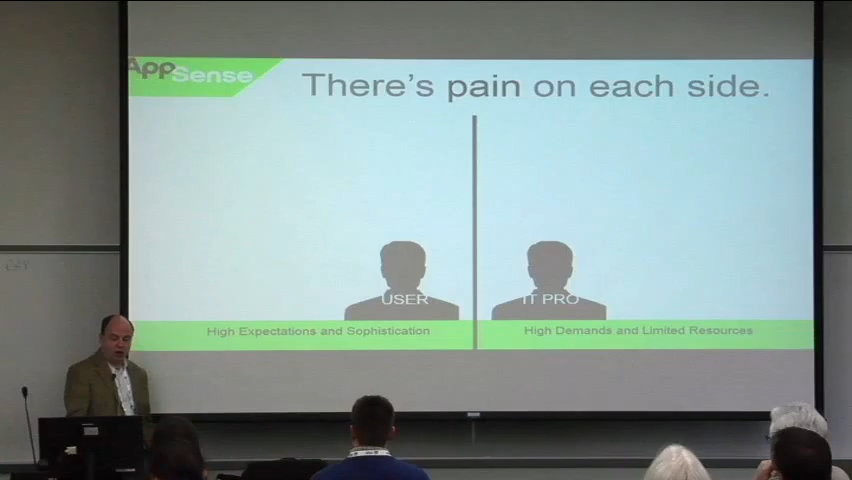 AppSense
There's pain on each side.
USER
IT PRO
High Expectations and Sophistication
High Demands and Limited Resources